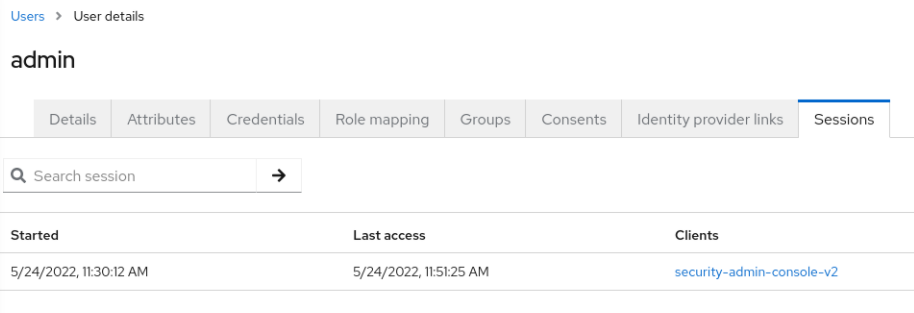 Users > User details
admin
Details Attributes Credentials Role mapping Groups Consents Identity provider links Sessions
Search session
Started Last access Clients
5/24/2022, 11:30:12 AM 5/24/2022, 11:51:25 AM security-admin-console-v2